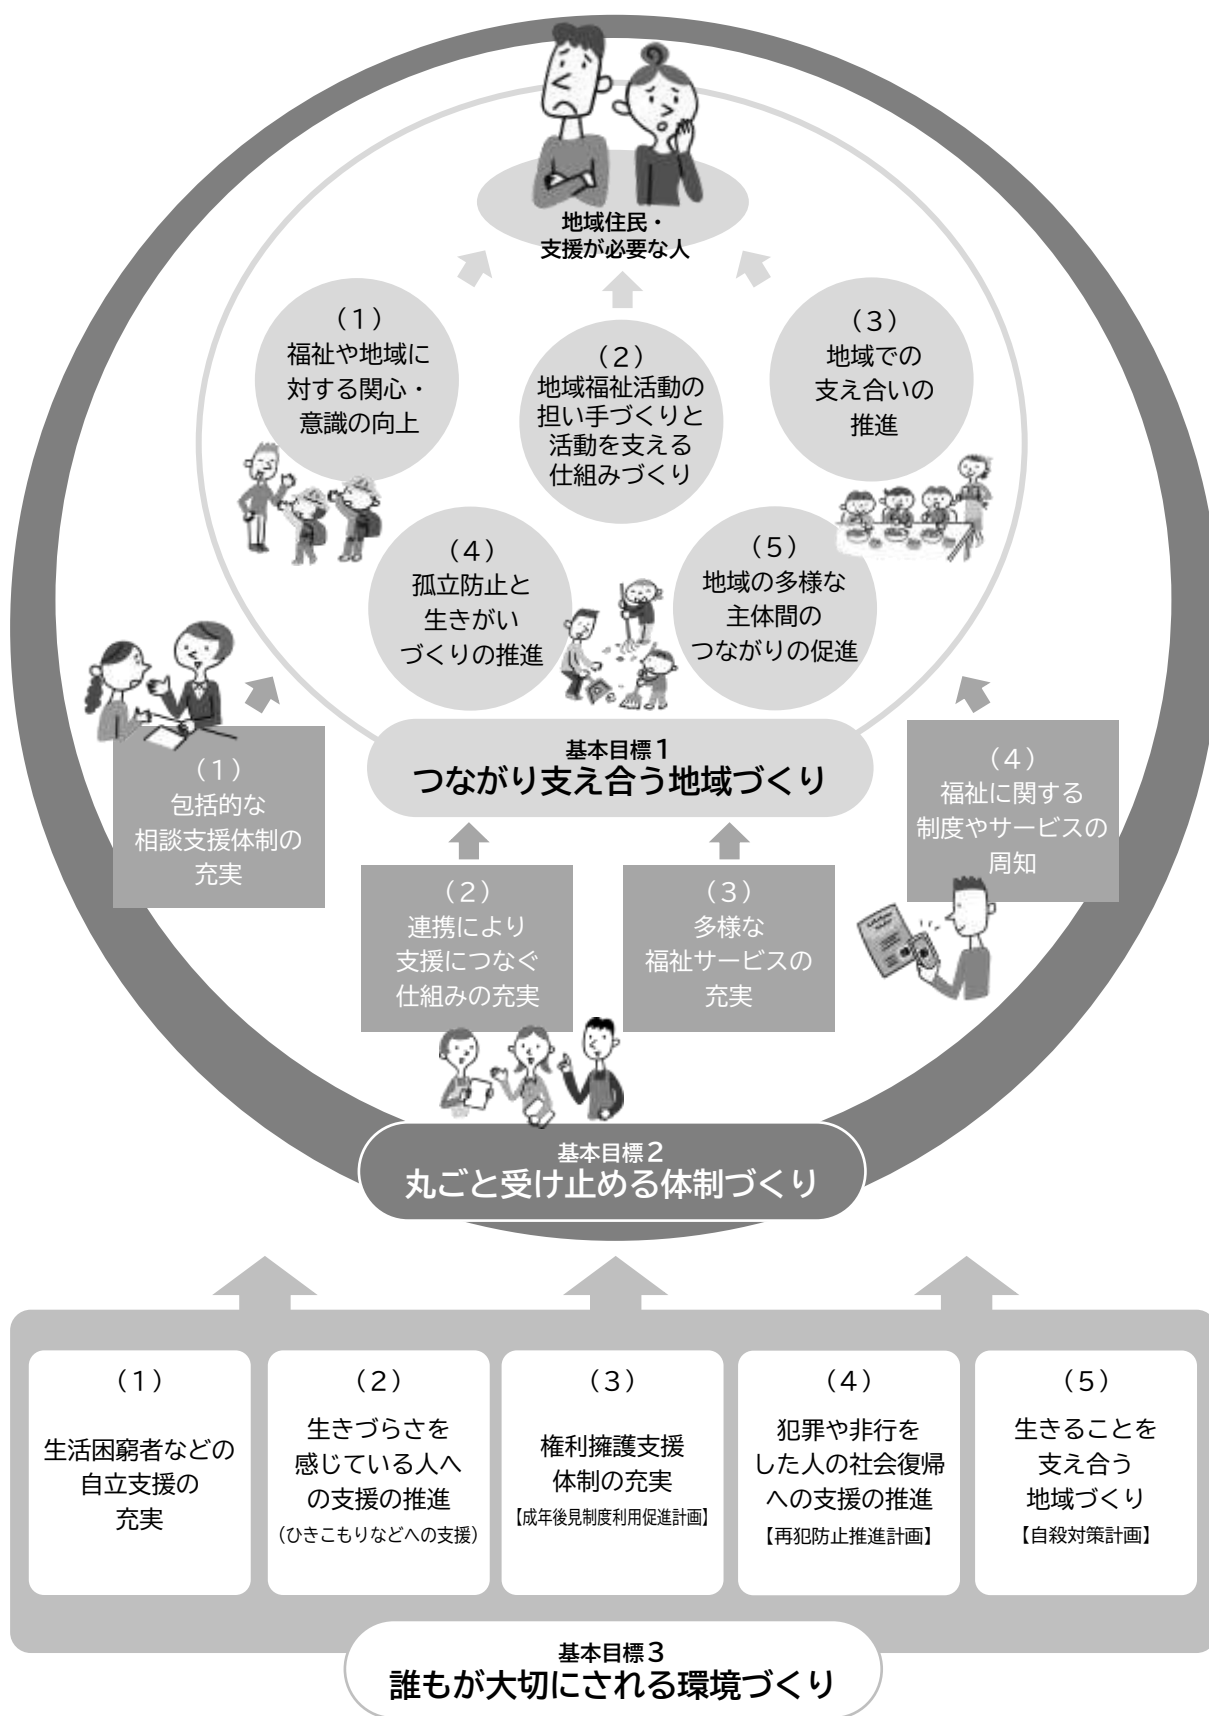 地域住民・
支援が必要な人
（１）
福祉や地域に
対する関心・
意識の向上
（２）
地域福祉活動の
担い手づくりと
活動を支える
仕組みづくり
（３）
地域での
支え合いの
推進
（４）
孤立防止と
生きがい
づくりの推進
（５）
地域の多様な
主体間の
つながりの促進
基本目標１
つながり支え合う地域づくり
（１）
包括的な
相談支援体制の
充実
（２）
連携により
支援につなぐ
仕組みの充実
（３）
多様な
福祉サービスの
充実
（４）
福祉に関する
制度やサービスの
周知
基本目標２
丸ごと受け止める体制づくり
（１）
生活困窮者などの
自立支援の
充実
（２）
生きづらさを
感じている人へ
の支援の推進
（ひきこもりなどへの支援）
（３）
権利擁護支援
体制の充実
【成年後見制度利用促進計画】
（４）
犯罪や非行を
した人の社会復帰
への支援の推進
【再犯防止推進計画】
（５）
生きることを
支え合う
地域づくり
【自殺対策計画】
基本目標３
誰もが大切にされる環境づくり